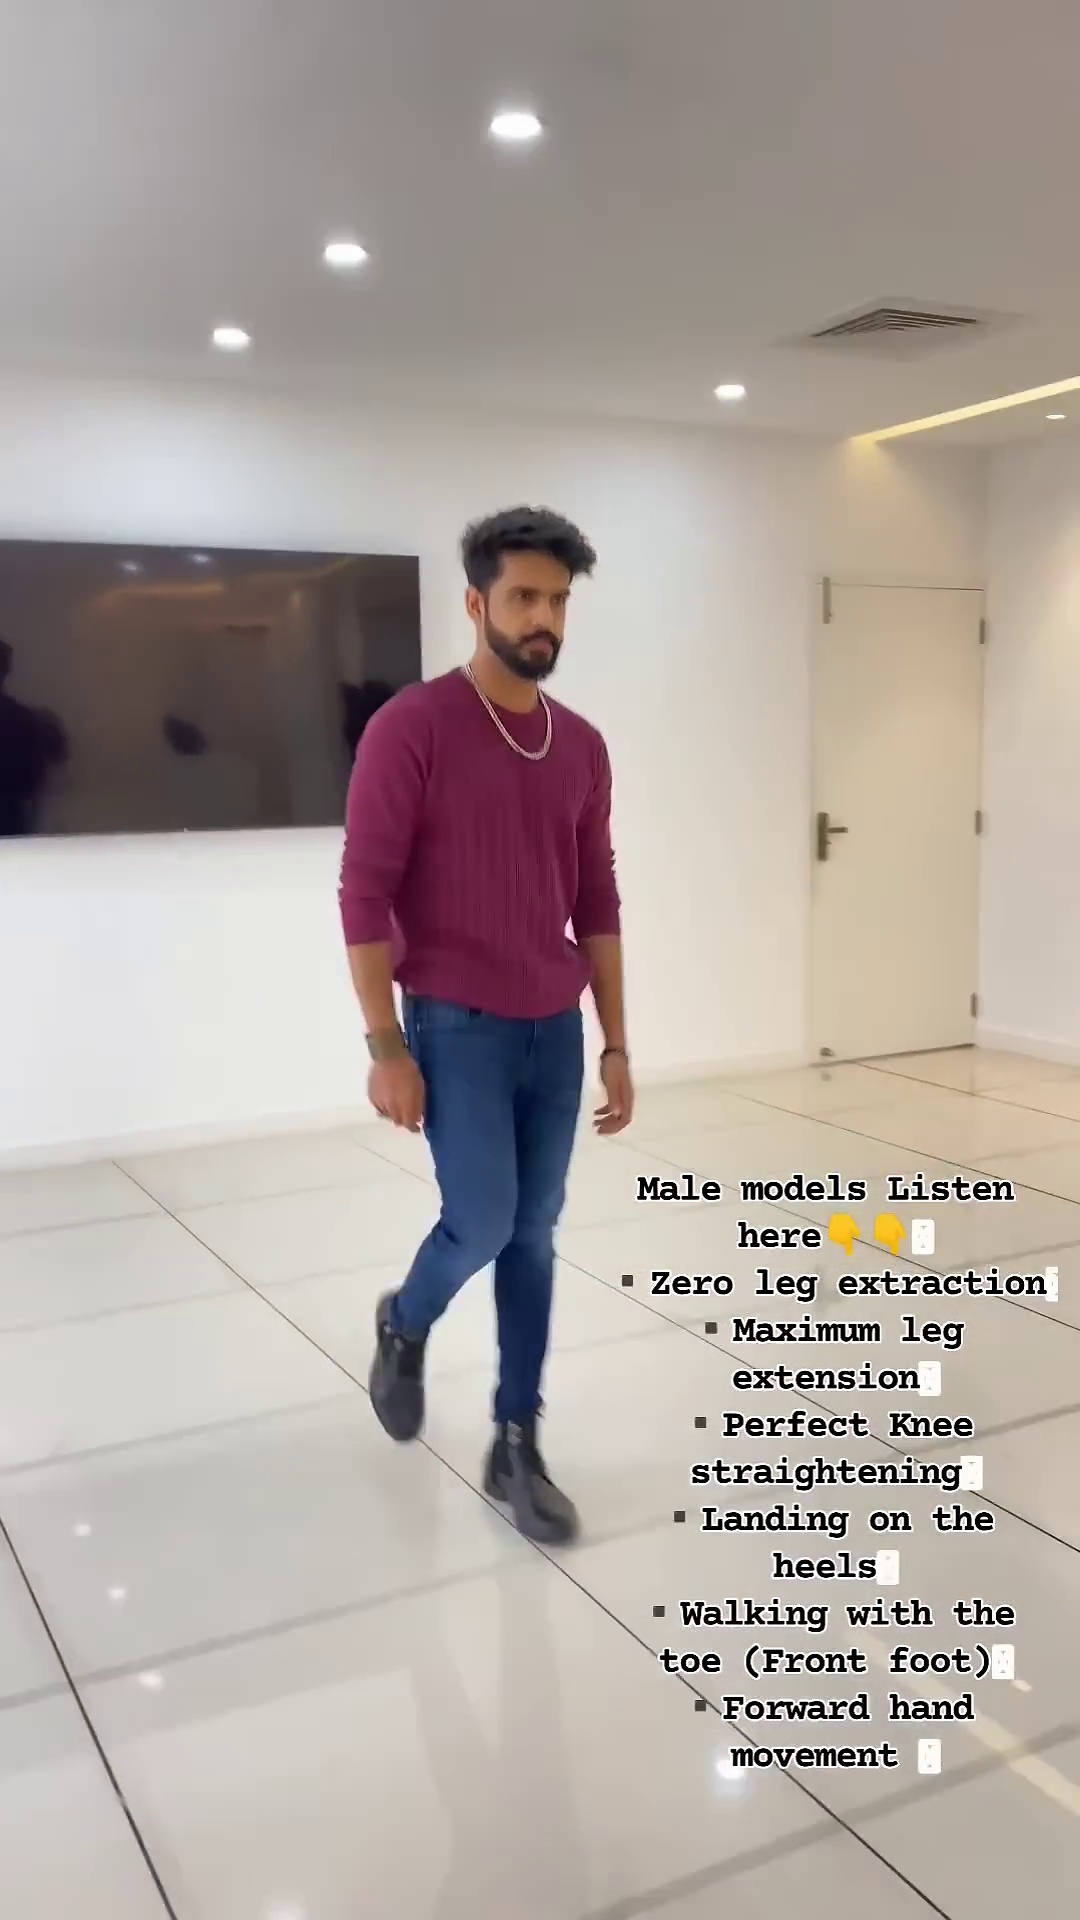 Male models Listen
here👇👇
▪ Zero leg extraction
▪ Maximum leg
extension
▪ Perfect Knee
straightening
▪ Landing on the
heels
▪ Walking with the
toe (Front foot)
▪ Forward hand
movement